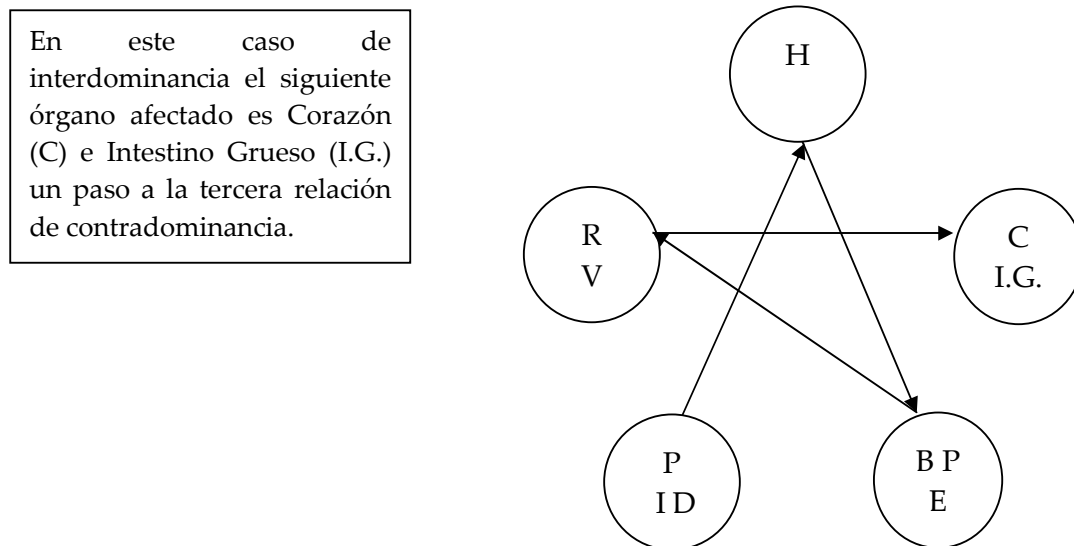 En este caso de
interdominancia el siguiente
órgano afectado es Corazón
(C) e Intestino Grueso (I.G.)
un paso a la tercera relación
de contradominancia.
H
R
V
C
I.G.
P
I D
B P
E